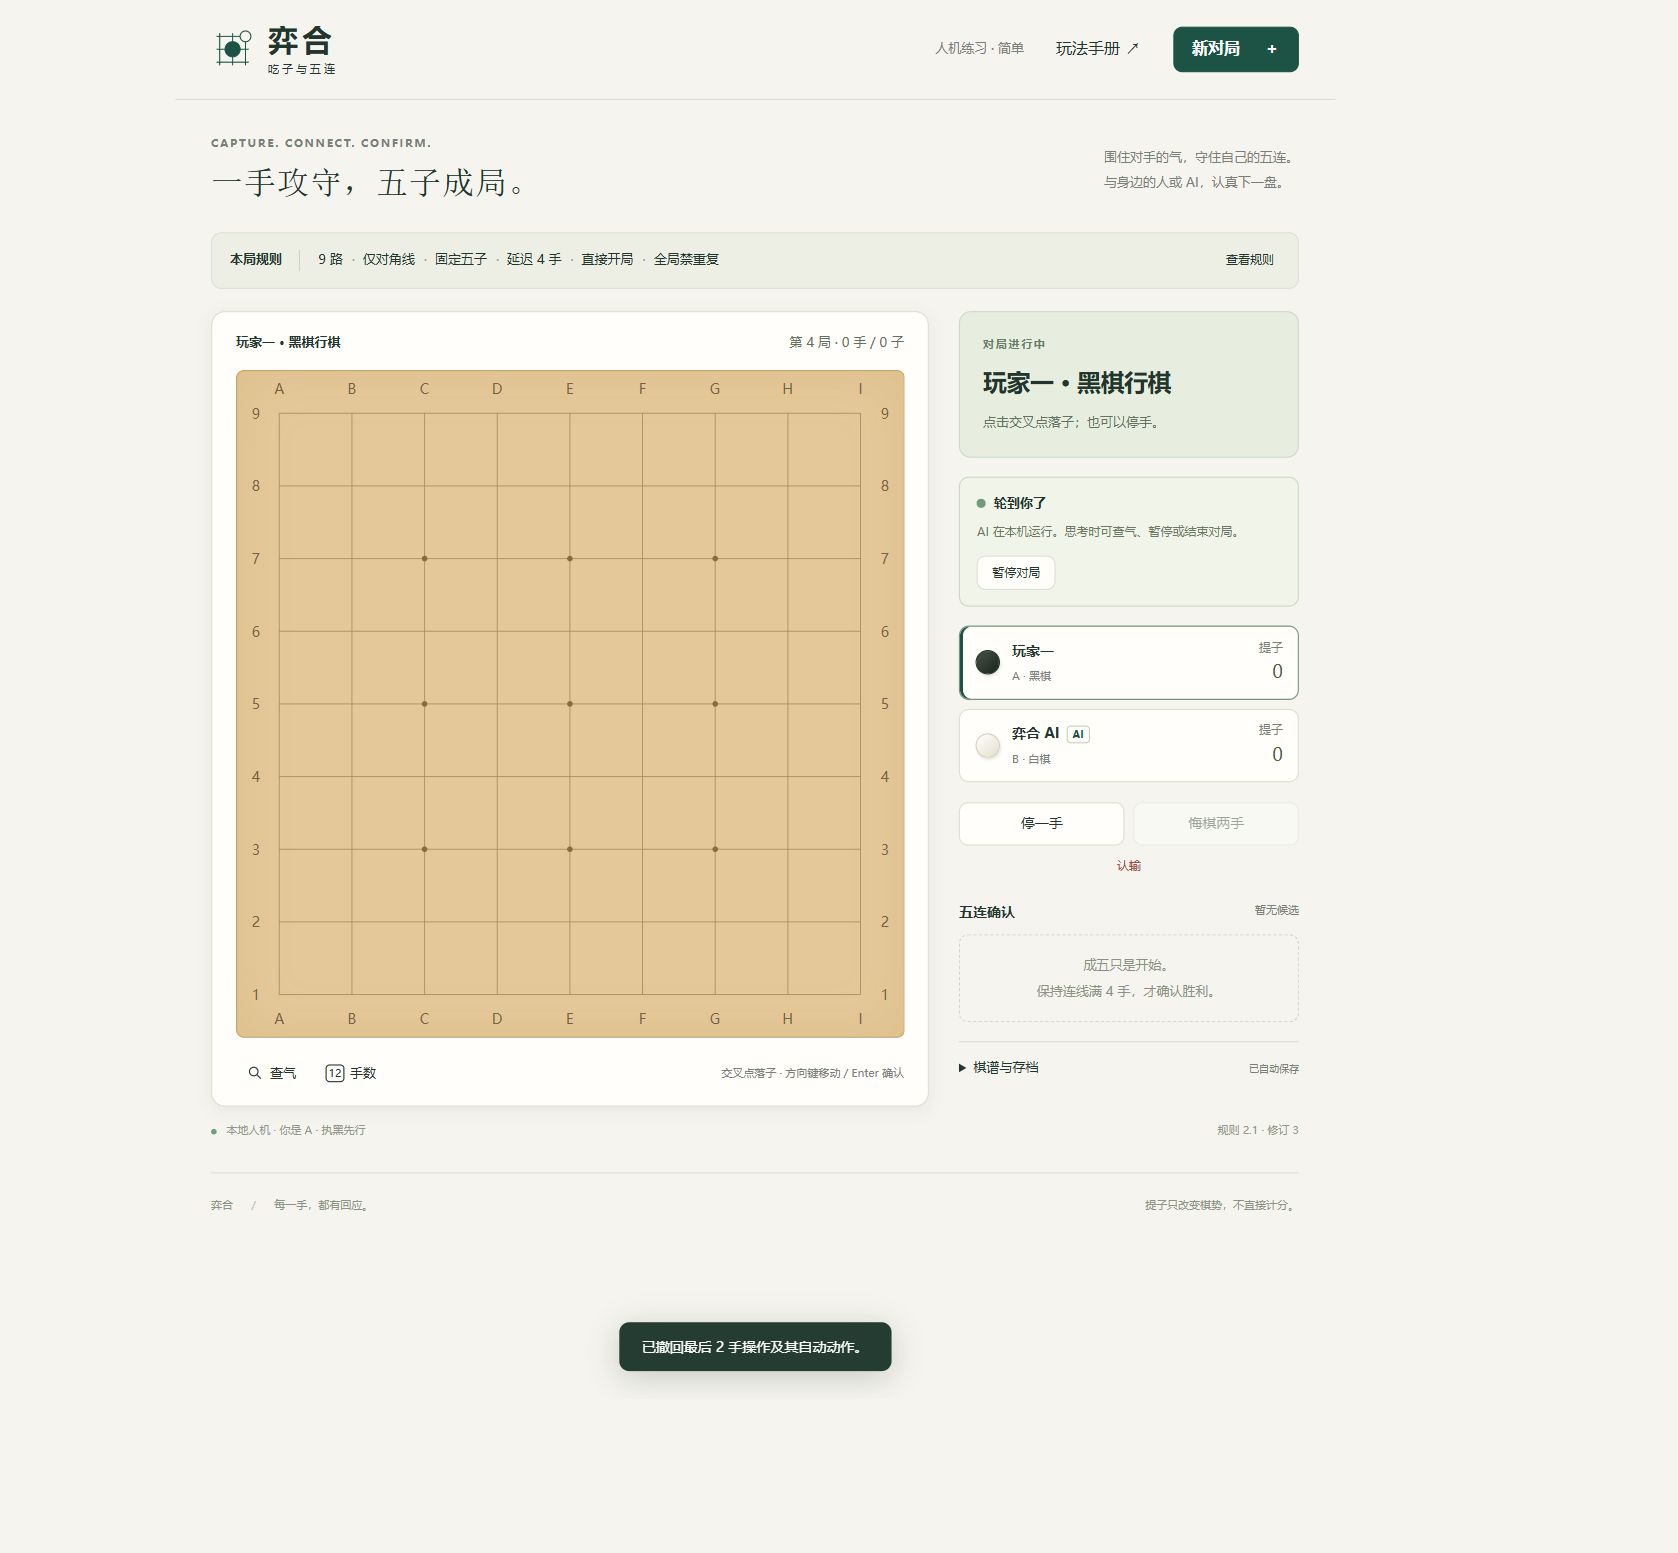 弈合
吃子与五连
人机练习 · 简单
玩法手册 ↗
新对局 +
CAPTURE. CONNECT. CONFIRM.
一手攻守，五子成局。
围住对手的气，守住自己的五连。
与身边的人或 AI，认真下一盘。
本局规则 9 路 · 仅对角线 · 固定五子 · 延迟 4 手 · 直接开局 · 全局禁重复
查看规则
玩家一 • 黑棋行棋
第 4 局 · 0 手 / 0 子
A B C D E F G H I
9 9
8 8
7 7
6 6
5 5
4 4
3 3
2 2
1 1
A B C D E F G H I
查气
12 手数
交叉点落子 · 方向键移动 / Enter 确认
对局进行中
玩家一 • 黑棋行棋
点击交叉点落子；也可以停手。
轮到你了
AI 在本机运行。思考时可查气、暂停或结束对局。
暂停对局
玩家一
A · 黑棋
提子
0
弈合 AI AI
B · 白棋
提子
0
停一手
悔棋两手
认输
五连确认
暂无候选
成五只是开始。
保持连线满 4 手，才确认胜利。
棋谱与存档
已自动保存
本地人机 · 你是 A · 执黑先行
规则 2.1 · 修订 3
弈合 / 每一手，都有回应。
提子只改变棋势，不直接计分。
已撤回最后 2 手操作及其自动动作。